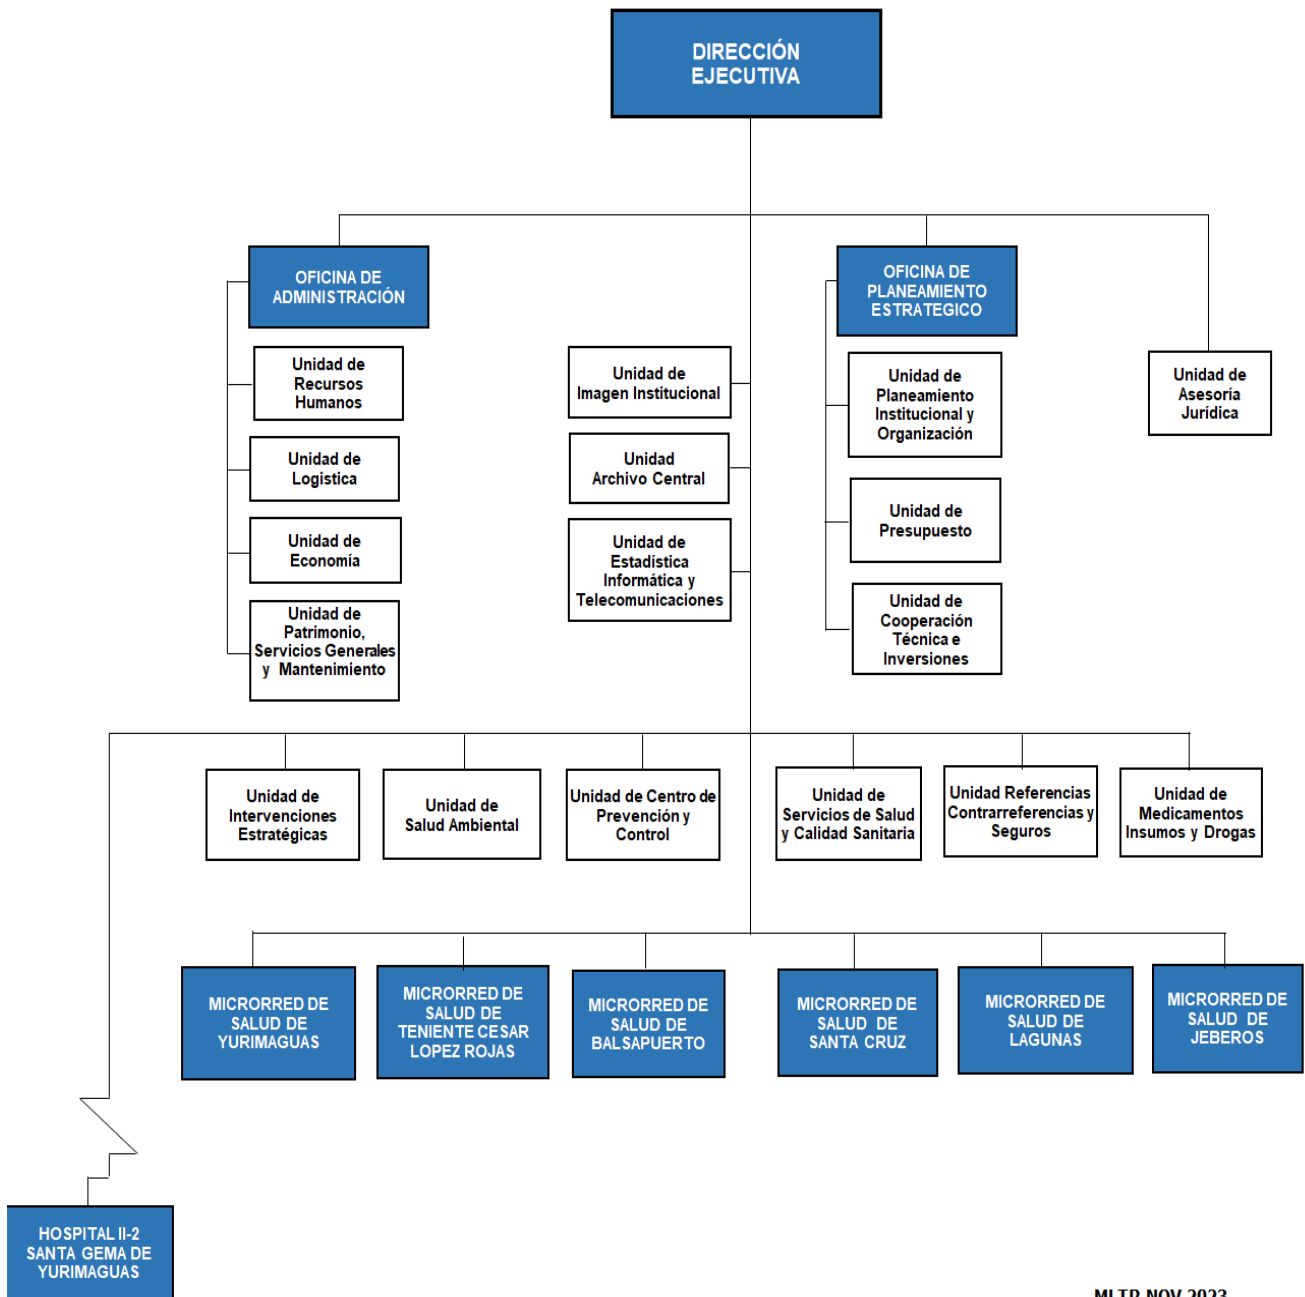 DIRECCIÓN
EJECUTIVA
OFICINA DE
ADMINISTRACIÓN
OFICINA DE
PLANEAMIENTO
ESTRATEGICO
Unidad de
Recursos
Humanos
Unidad de
Logistica
Unidad de
Economía
Unidad de
Patrimonio,
Servicios Generales
y Mantenimiento
Unidad de
Imagen Institucional
Unidad
Archivo Central
Unidad de
Estadística
Informática y
Telecomunicaciones
Unidad de
Planeamiento
Institucional y
Organización
Unidad de
Presupuesto
Unidad de
Cooperación
Técnica e
Inversiones
Unidad de
Asesoría
Jurídica
Unidad de
Intervenciones
Estratégicas
Unidad de
Salud Ambiental
Unidad de Centro de
Prevención y
Control
Unidad de
Servicios de Salud
y Calidad Sanitaria
Unidad Referencias
Contrarreferencias y
Seguros
Unidad de
Medicamentos
Insumos y Drogas
MICRORRED DE
SALUD DE
YURIMAGUAS
MICRORRED DE
SALUD DE
TENIENTE CESAR
LOPEZ ROJAS
MICRORRED DE
SALUD DE
BALSAPUERTO
MICRORRED DE
SALUD DE
SANTA CRUZ
MICRORRED DE
SALUD DE
LAGUNAS
MICRORRED DE
SALUD DE
JEBEROS
HOSPITAL II-2
SANTA GEMA DE
YURIMAGUAS
NOV 2023